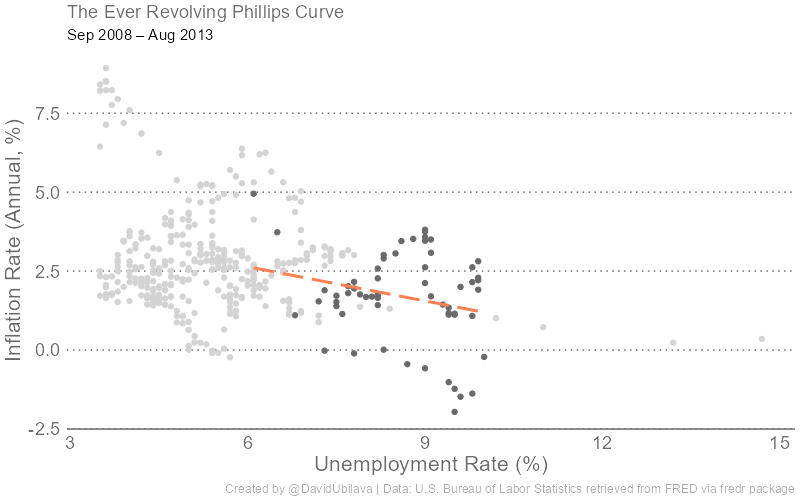 The Ever Revolving Phillips Curve
Sep 2008 – Aug 2013
Inflation Rate (Annual, %)
7.5
5.0
2.5
0.0
-2.5
3 6 9 12 15
Unemployment Rate (%)
Created by @DavidUbilava | Data: U.S. Bureau of Labor Statistics retrieved from FRED via fredr package